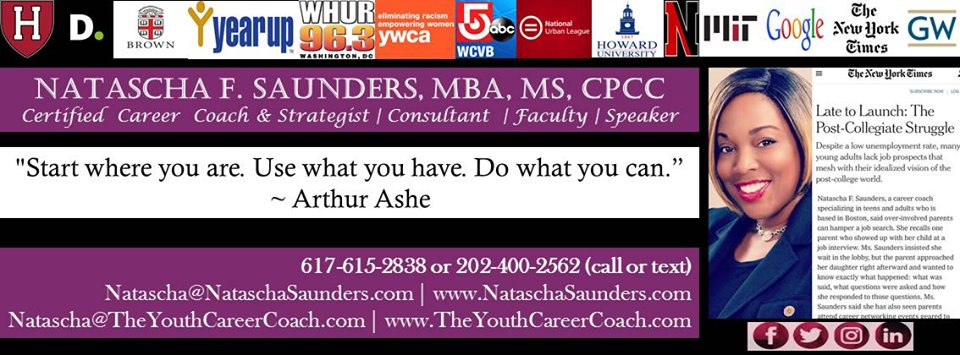 H
D.
BROWN
yearup
WHUR
96.3
WASHINGTON, DC
eliminating racism
empowering women
ywca
5 abc
WCVB
National
Urban League
1867
HOWARD
UNIVERSITY
N
MIT
Google
The
New York
Times
GW
NATASCHA F. SAUNDERS, MBA, MS, CPCC
Certified Career Coach & Strategist | Consultant | Faculty | Speaker
"Start where you are. Use what you have. Do what you can.”
~ Arthur Ashe
617-615-2838 or 202-400-2562 (call or text)
Natascha@NataschaSaunders.com | www.NataschaSaunders.com
Natascha@TheYouthCareerCoach.com | www.TheYouthCareerCoach.com
The New York Times
SUBSCRIBE NOW | LOG
Late to Launch: The
Post-Collegiate Struggle
Despite a low unemployment rate, many
young adults lack job prospects that
mesh with their idealized vision of the
post-college world.
Natascha F. Saunders, a career coach
specializing in teens and adults who is
based in Boston, said over-involved parents
can hamper a job search. She recalls one
parent who showed up with her child at a
job interview. Ms. Saunders insisted she
wait in the lobby, but the parent approached
her daughter right afterward and wanted to
know exactly what happened: what was
said, what questions were asked and how
she responded to those questions. Ms.
Saunders said she has also seen parents
attend career networking events geared to
f
in